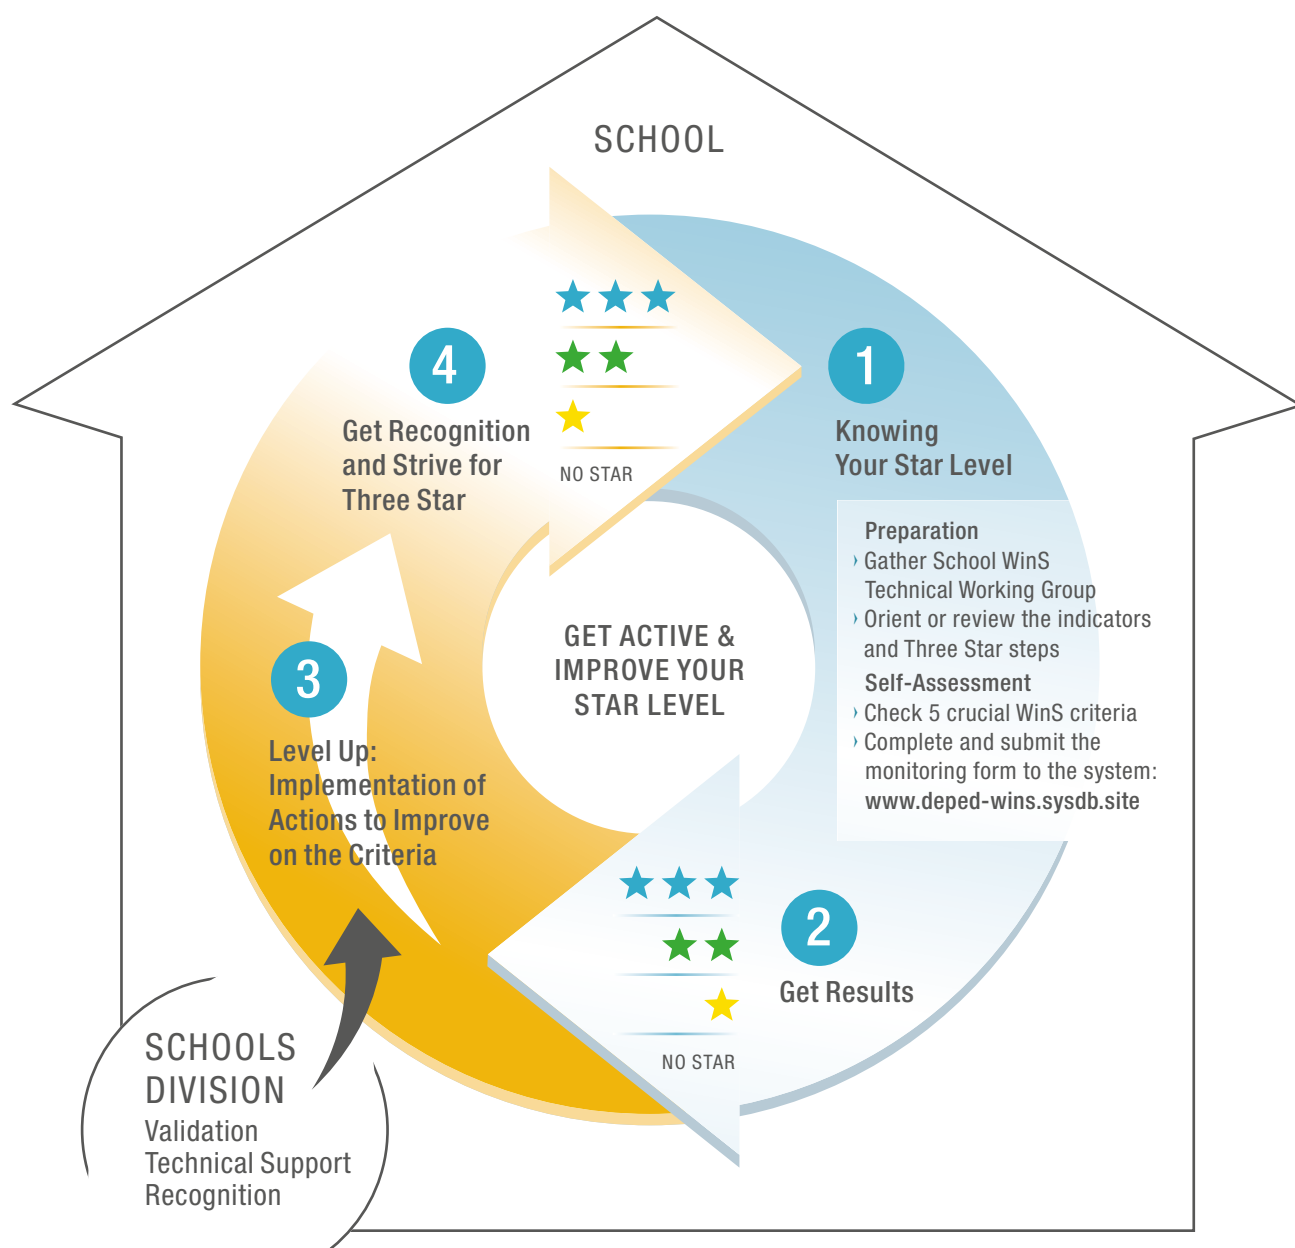 SCHOOL
1
Knowing
Your Star Level
Preparation
› Gather School WinS
Technical Working Group
› Orient or review the indicators
and Three Star steps
Self-Assessment
› Check 5 crucial WinS criteria
› Complete and submit the
monitoring form to the system:
www.deped-wins.sysdb.site
2
Get Results
NO STAR
3
Level Up:
Implementation of
Actions to Improve
on the Criteria
4
Get Recognition
and Strive for
Three Star
NO STAR
GET ACTIVE &
IMPROVE YOUR
STAR LEVEL
SCHOOLS
DIVISION
Validation
Technical Support
Recognition